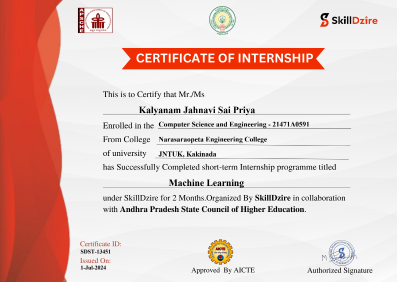 SkillDzire
CERTIFICATE OF INTERNSHIP
This is to Certify that Mr./Ms
Kalyanam Jahnavi Sai Priya
Enrolled in the Computer Science and Engineering - 21471A0591
From College Narasaraopeta Engineering College
of university JNTUK, Kakinada
has Successfully Completed short-term Internship programme titled
Machine Learning
under SkillDzire for 2 Months.Organized By SkillDzire in collaboration
with Andhra Pradesh State Council of Higher Education.
Certificate ID:
SDST-13451
Issued On:
1-Jul-2024
AICTE
Approved By AICTE
Authorized Signature